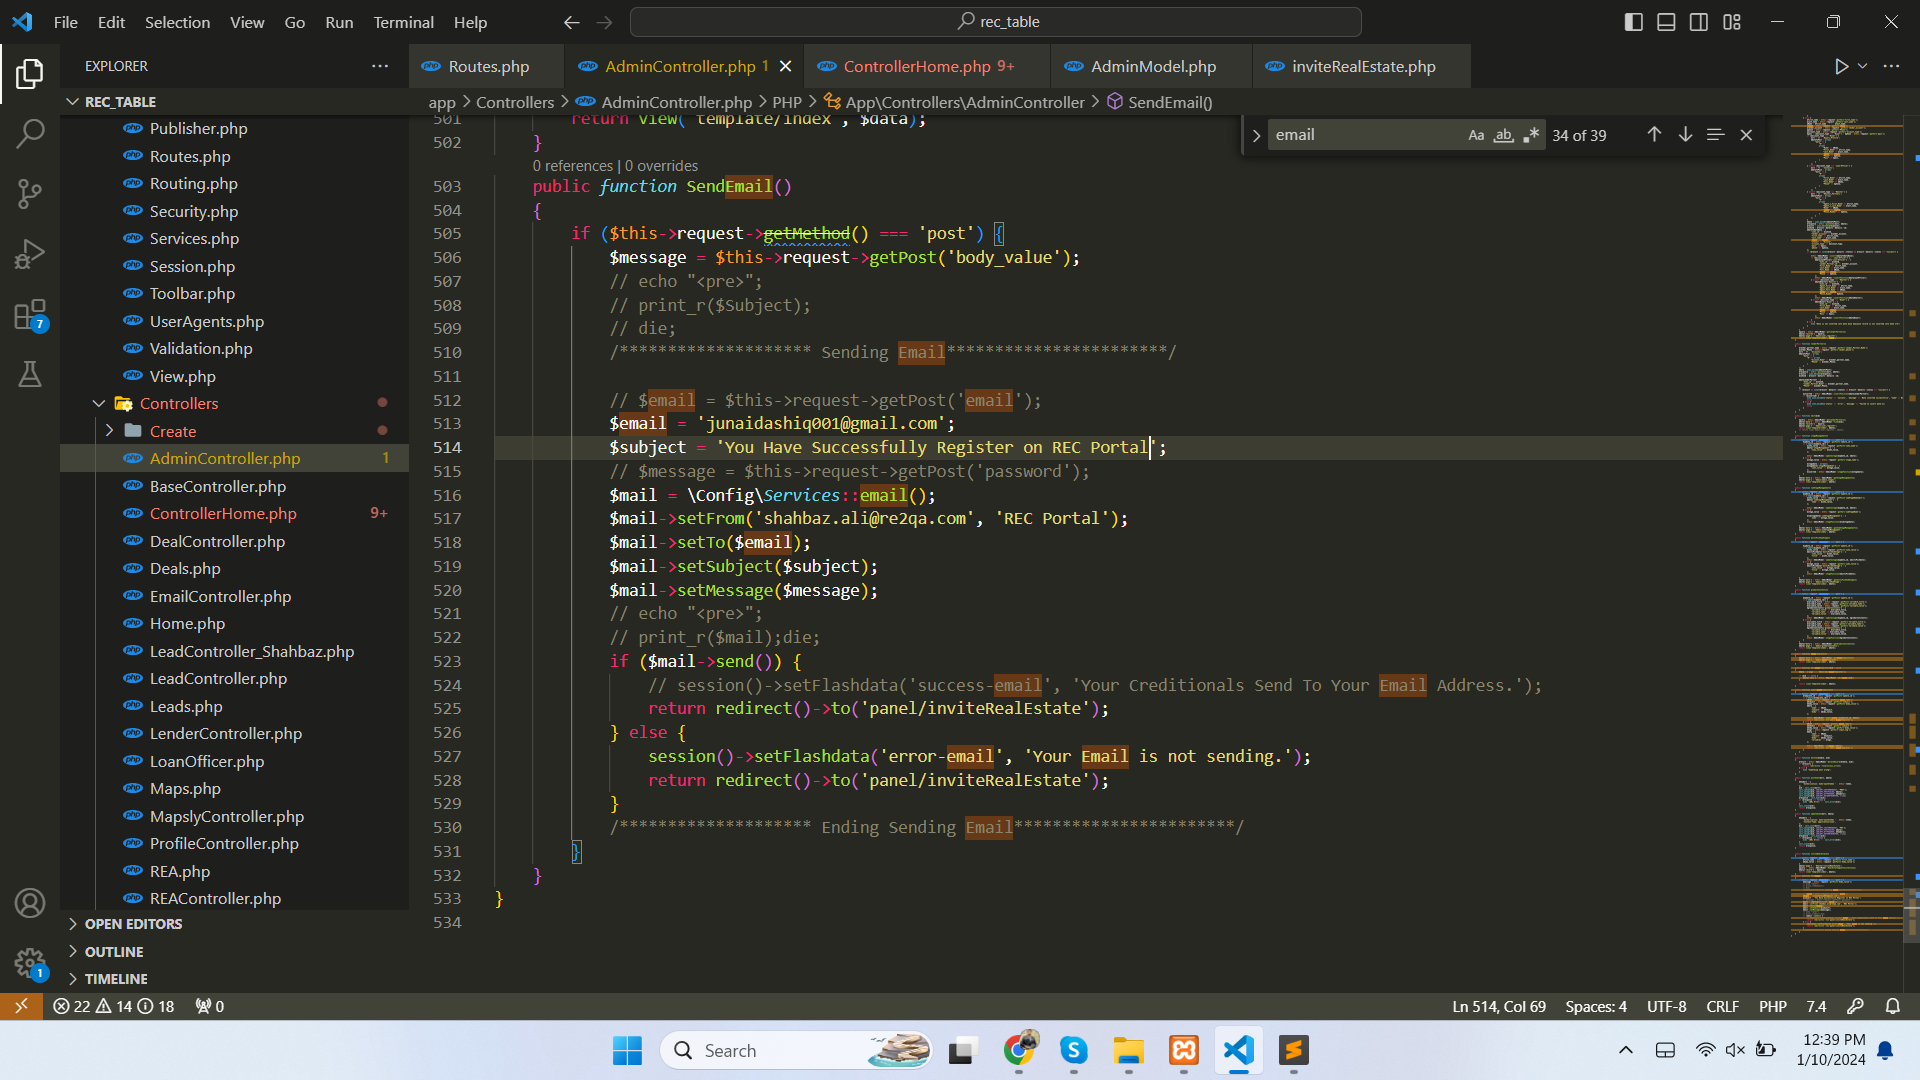 File Edit Selection View Go Run Terminal Help
rec_table
EXPLORER
Routes.php
AdminController.php 1
ControllerHome.php 9+
AdminModel.php
inviteRealEstate.php
REC_TABLE
app > Controllers > AdminController.php > PHP > App\Controllers\AdminController > SendEmail()
email
Aa ab 34 of 39
Publisher.php
Routes.php
Routing.php
Security.php
Services.php
Session.php
Toolbar.php
UserAgents.php
Validation.php
View.php
Controllers
Create
AdminController.php 1
BaseController.php
ControllerHome.php 9+
DealController.php
Deals.php
EmailController.php
Home.php
LeadController_Shahbaz.php
LeadController.php
Leads.php
LenderController.php
LoanOfficer.php
Maps.php
MapslyController.php
ProfileController.php
REA.php
REAController.php
OPEN EDITORS
OUTLINE
TIMELINE
7
1
501 return view('template/index', $data);
502 }
0 references | 0 overrides
503 public function SendEmail()
504 {
505 if ($this->request->getMethod() === 'post') {
506 $message = $this->request->getPost('body_value');
507 // echo "<pre>";
508 // print_r($Subject);
509 // die;
510 /******************** Sending Email***********************/
511
512 // $email = $this->request->getPost('email');
513 $email = 'junaidashiq001@gmail.com';
514 $subject = 'You Have Successfully Register on REC Portal';
515 // $message = $this->request->getPost('password');
516 $mail = \Config\Services::email();
517 $mail->setFrom('shahbaz.ali@re2qa.com', 'REC Portal');
518 $mail->setTo($email);
519 $mail->setSubject($subject);
520 $mail->setMessage($message);
521 // echo "<pre>";
522 // print_r($mail);die;
523 if ($mail->send()) {
524 // session()->setFlashdata('success-email', 'Your Creditionals Send To Your Email Address.');
525 return redirect()->to('panel/inviteRealEstate');
526 } else {
527 session()->setFlashdata('error-email', 'Your Email is not sending.');
528 return redirect()->to('panel/inviteRealEstate');
529 }
530 /******************** Ending Sending Email***********************/
531 }
532 }
533 }
534
22 14 18 0
Ln 514, Col 69 Spaces: 4 UTF-8 CRLF PHP 7.4
Search
12:39 PM
1/10/2024